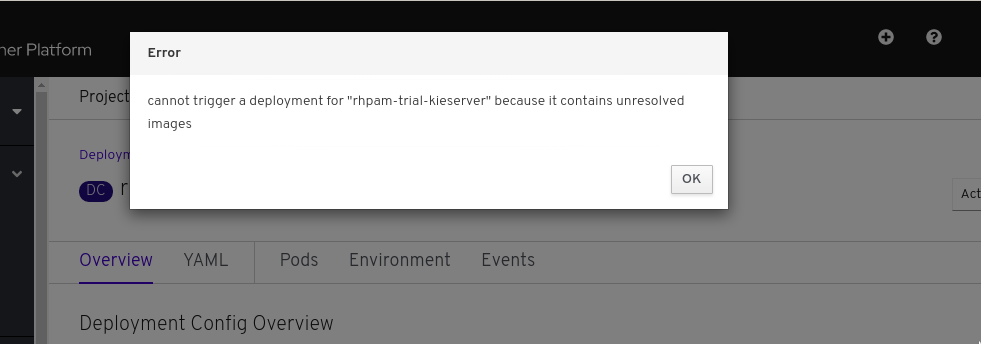 ner Platform
Error
cannot trigger a deployment for "rhpam-trial-kieserver" because it contains unresolved
images
OK
Project
Deploym
DC r
Act
Overview YAML Pods Environment Events
Deployment Config Overview